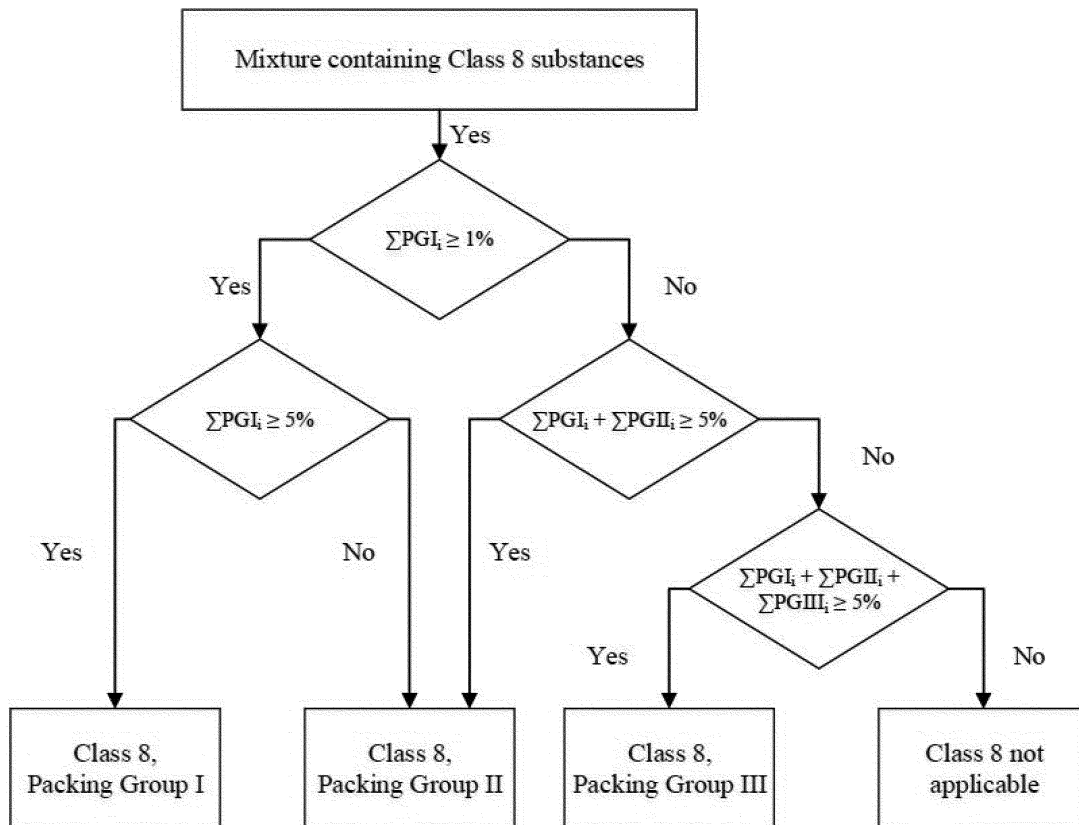 Mixture containing Class 8 substances
Yes
∑PGIᵢ ≥ 1%
Yes
No
∑PGIᵢ ≥ 5%
∑PGIᵢ + ∑PGIIᵢ ≥ 5%
No
Yes
No
Yes
∑PGIᵢ + ∑PGIIᵢ +
∑PGIIIᵢ ≥ 5%
Yes
No
Class 8,
Packing Group I
Class 8,
Packing Group II
Class 8,
Packing Group III
Class 8 not
applicable